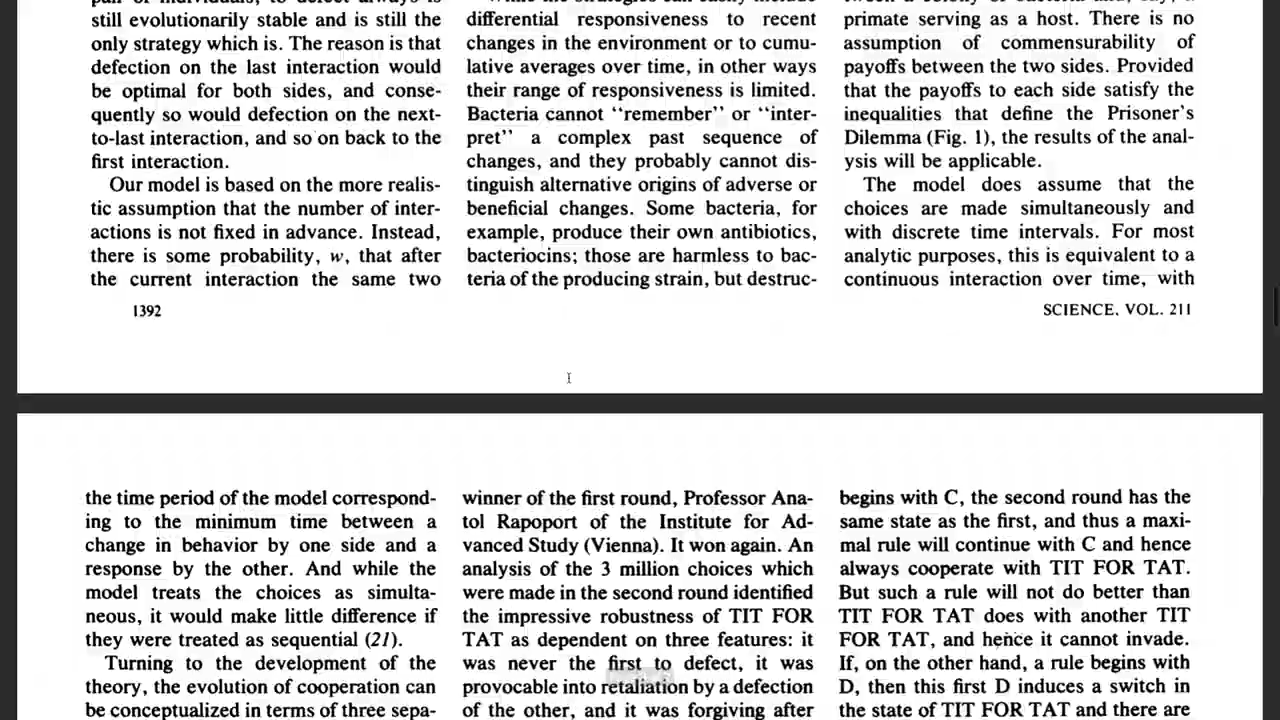 still evolutionarily stable and is still the
only strategy which is. The reason is that
defection on the last interaction would
be optimal for both sides, and conse-
quently so would defection on the next-
to-last interaction, and so on back to the
first interaction.
Our model is based on the more realis-
tic assumption that the number of inter-
actions is not fixed in advance. Instead,
there is some probability, w, that after
the current interaction the same two
differential responsiveness to recent
changes in the environment or to cumu-
lative averages over time, in other ways
their range of responsiveness is limited.
Bacteria cannot "remember" or "inter-
pret" a complex past sequence of
changes, and they probably cannot dis-
tinguish alternative origins of adverse or
beneficial changes. Some bacteria, for
example, produce their own antibiotics,
bacteriocins; those are harmless to bac-
teria of the producing strain, but destruc-
primate serving as a host. There is no
assumption of commensurability of
payoffs between the two sides. Provided
that the payoffs to each side satisfy the
inequalities that define the Prisoner's
Dilemma (Fig. 1), the results of the anal-
ysis will be applicable.
The model does assume that the
choices are made simultaneously and
with discrete time intervals. For most
analytic purposes, this is equivalent to a
continuous interaction over time, with
1392
SCIENCE, VOL. 211
the time period of the model correspond-
ing to the minimum time between a
change in behavior by one side and a
response by the other. And while the
model treats the choices as simulta-
neous, it would make little difference if
they were treated as sequential (21).
Turning to the development of the
theory, the evolution of cooperation can
be conceptualized in terms of three sepa-
winner of the first round, Professor Ana-
tol Rapoport of the Institute for Ad-
vanced Study (Vienna). It won again. An
analysis of the 3 million choices which
were made in the second round identified
the impressive robustness of TIT FOR
TAT as dependent on three features: it
was never the first to defect, it was
provocable into retaliation by a defection
of the other, and it was forgiving after
begins with C, the second round has the
same state as the first, and thus a maxi-
mal rule will continue with C and hence
always cooperate with TIT FOR TAT.
But such a rule will not do better than
TIT FOR TAT does with another TIT
FOR TAT, and hence it cannot invade.
If, on the other hand, a rule begins with
D, then this first D induces a switch in
the state of TIT FOR TAT and there are